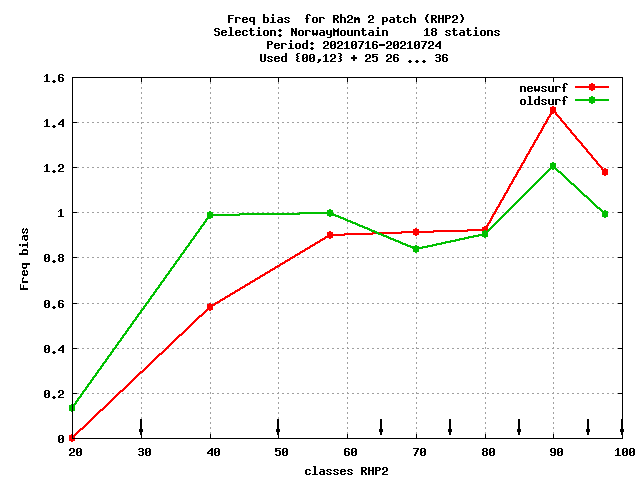 Freq bias  for Rh2m 2 patch (RHP2)
Selection: NorwayMountain     18 stations
Period: 20210716-20210724
Used {00,12} + 25 26 ... 36
newsurf
oldsurf
1.6
1.4
1.2
1
0.8
0.6
0.4
0.2
0
Freq bias
20 30 40 50 60 70 80 85 90 95 100
classes RHP2